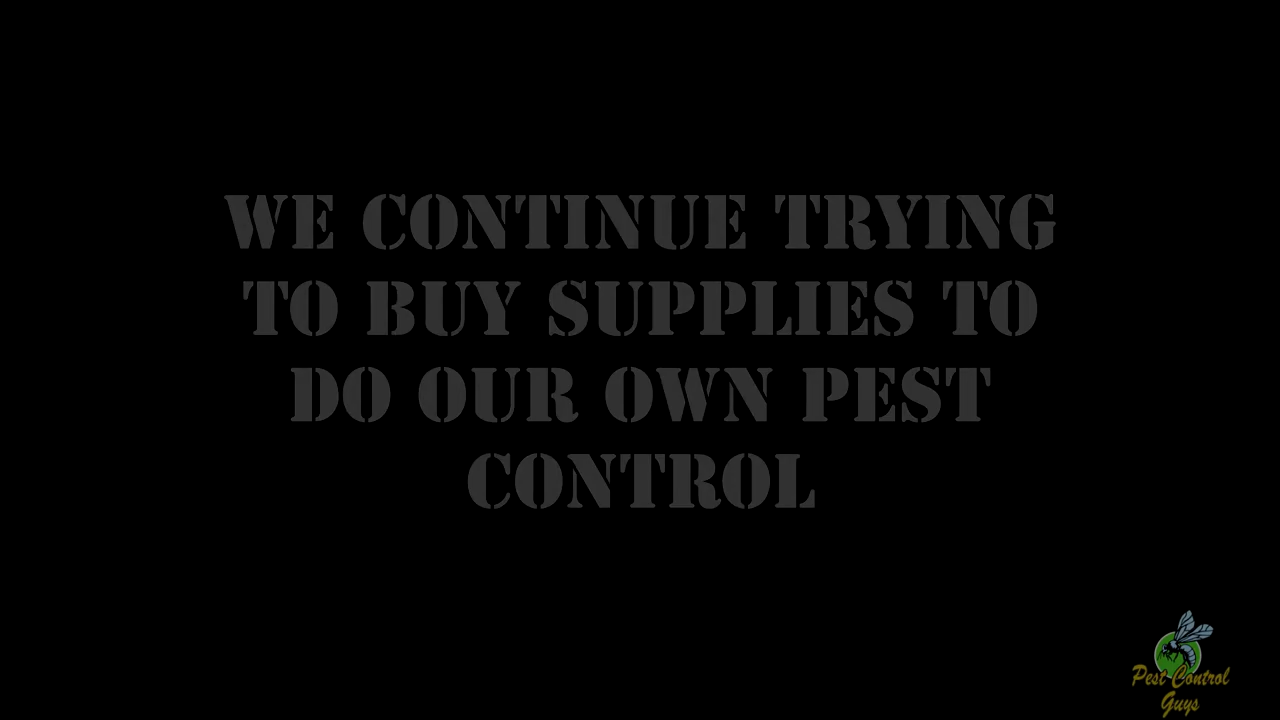 WE CONTINUE TRYING
TO BUY SUPPLIES TO
DO OUR OWN PEST
CONTROL
Pest Control
Guys